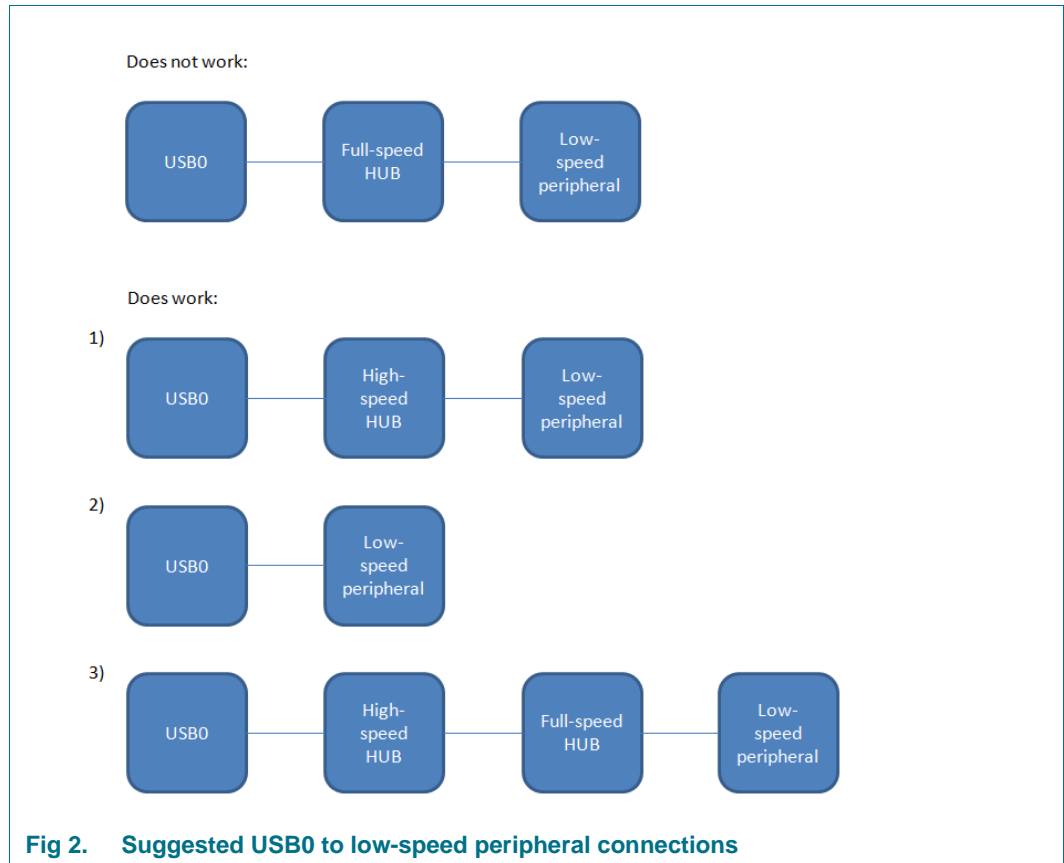 Does not work:
USB0
Full-speed
HUB
Low-
speed
peripheral
Does work:
1)
USB0
High-
speed
HUB
Low-
speed
peripheral
2)
USB0
Low-
speed
peripheral
3)
USB0
High-
speed
HUB
Full-speed
HUB
Low-
speed
peripheral
Fig 2. Suggested USB0 to low-speed peripheral connections